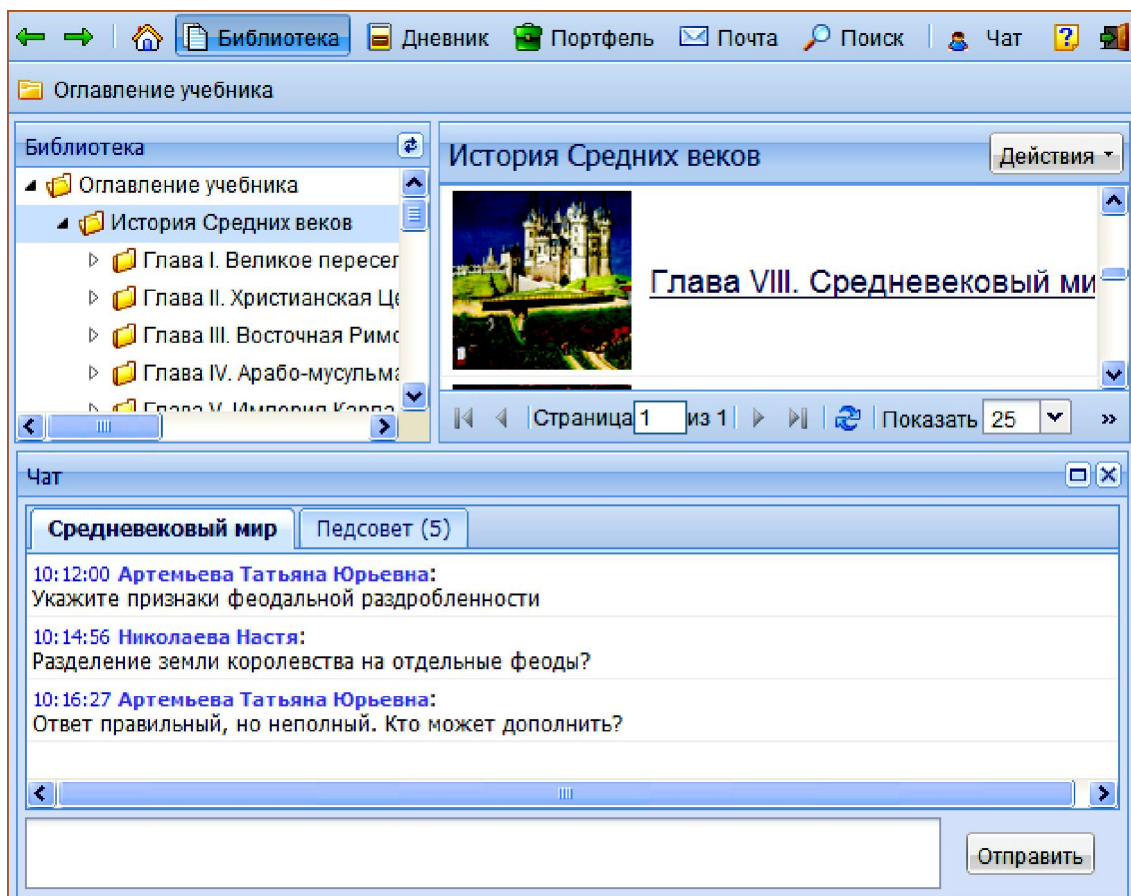 Библиотека Дневник Портфель Почта Поиск Чат
Оглавление учебника
Библиотека
Оглавление учебника
История Средних веков
Глава I. Великое пересел
Глава II. Христианская Це
Глава III. Восточная Римс
Глава IV. Арабо-мусульма
Глава V. Империя Каpла
История Средних веков
Действия
Глава VIII. Средневековый ми
Страница 1 из 1 Показать 25 »
Чат
Средневековый мир Педсовет (5)
10:12:00 Артемьева Татьяна Юрьевна:
Укажите признаки феодальной раздробленности
10:14:56 Николаева Настя:
Разделение земли королевства на отдельные феоды?
10:16:27 Артемьева Татьяна Юрьевна:
Ответ правильный, но неполный. Кто может дополнить?
Отправить